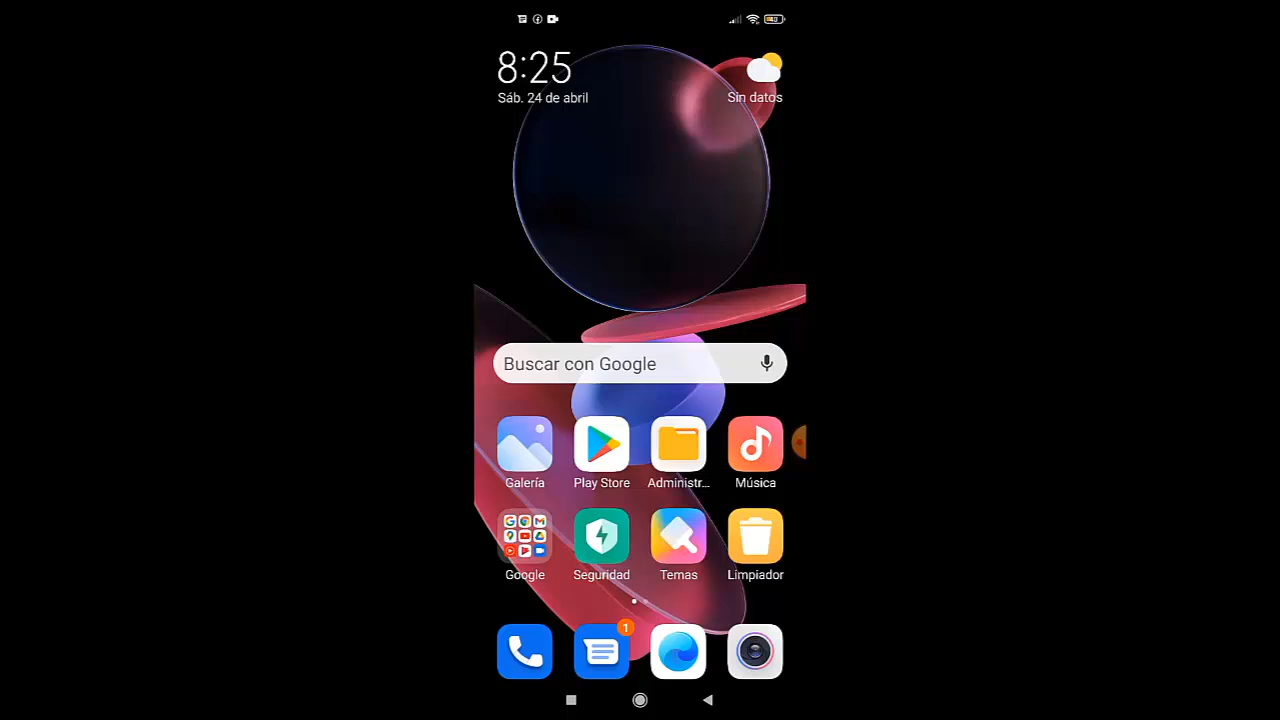 8:25
Sáb. 24 de abril
Sin datos
Buscar con Google
Galería
Play Store
Administr...
Música
Google
Seguridad
Temas
Limpiador
1